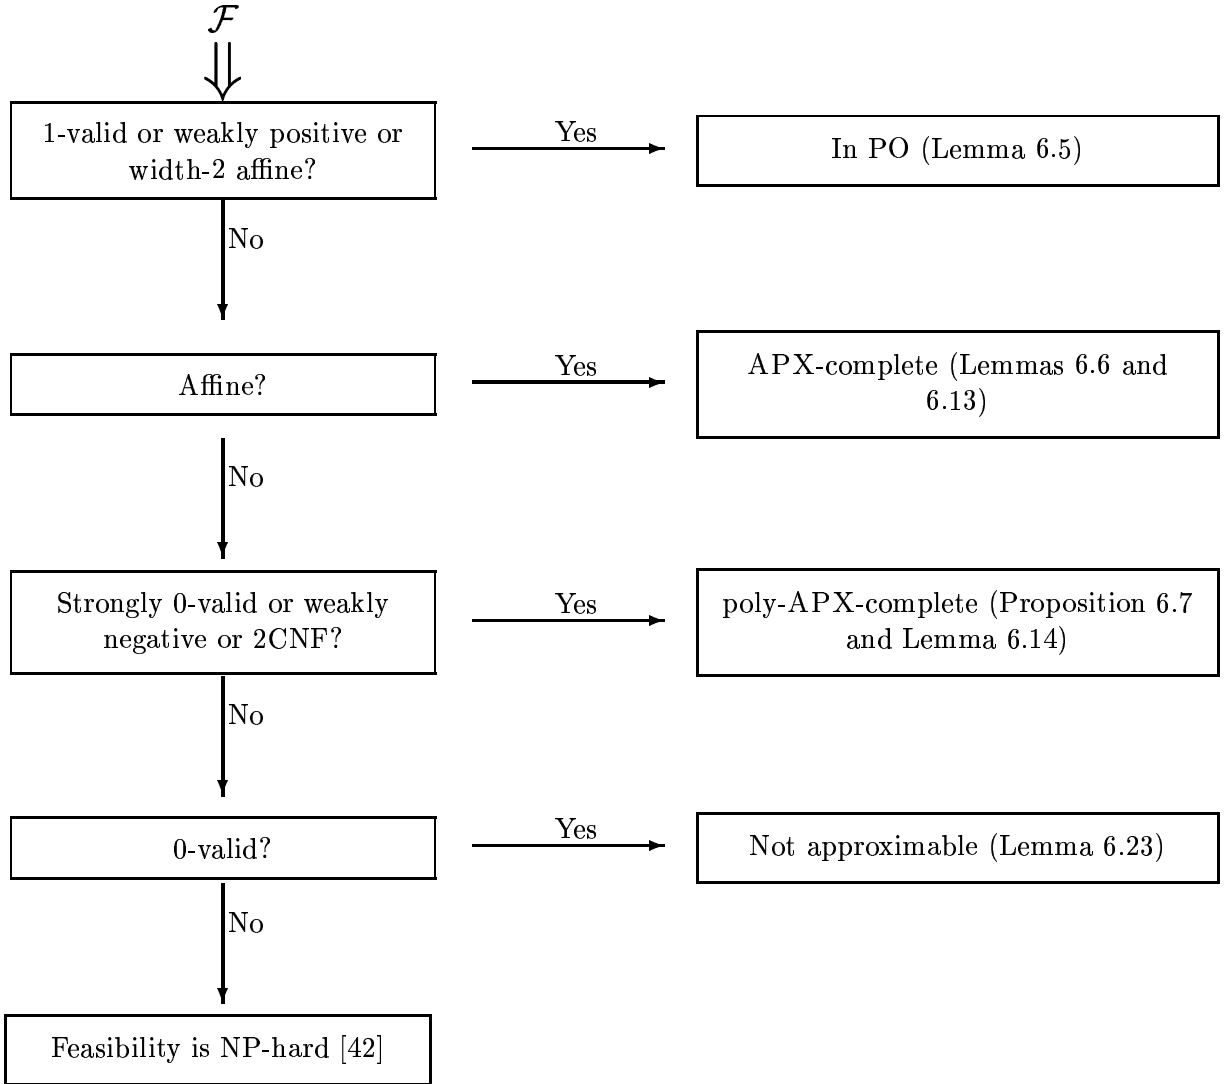 ℱ
1-valid or weakly positive or
width-2 affine?
Yes
In PO (Lemma 6.5)
No
Affine?
Yes
APX-complete (Lemmas 6.6 and
6.13)
No
Strongly 0-valid or weakly
negative or 2CNF?
Yes
poly-APX-complete (Proposition 6.7
and Lemma 6.14)
No
0-valid?
Yes
Not approximable (Lemma 6.23)
No
Feasibility is NP-hard [42]